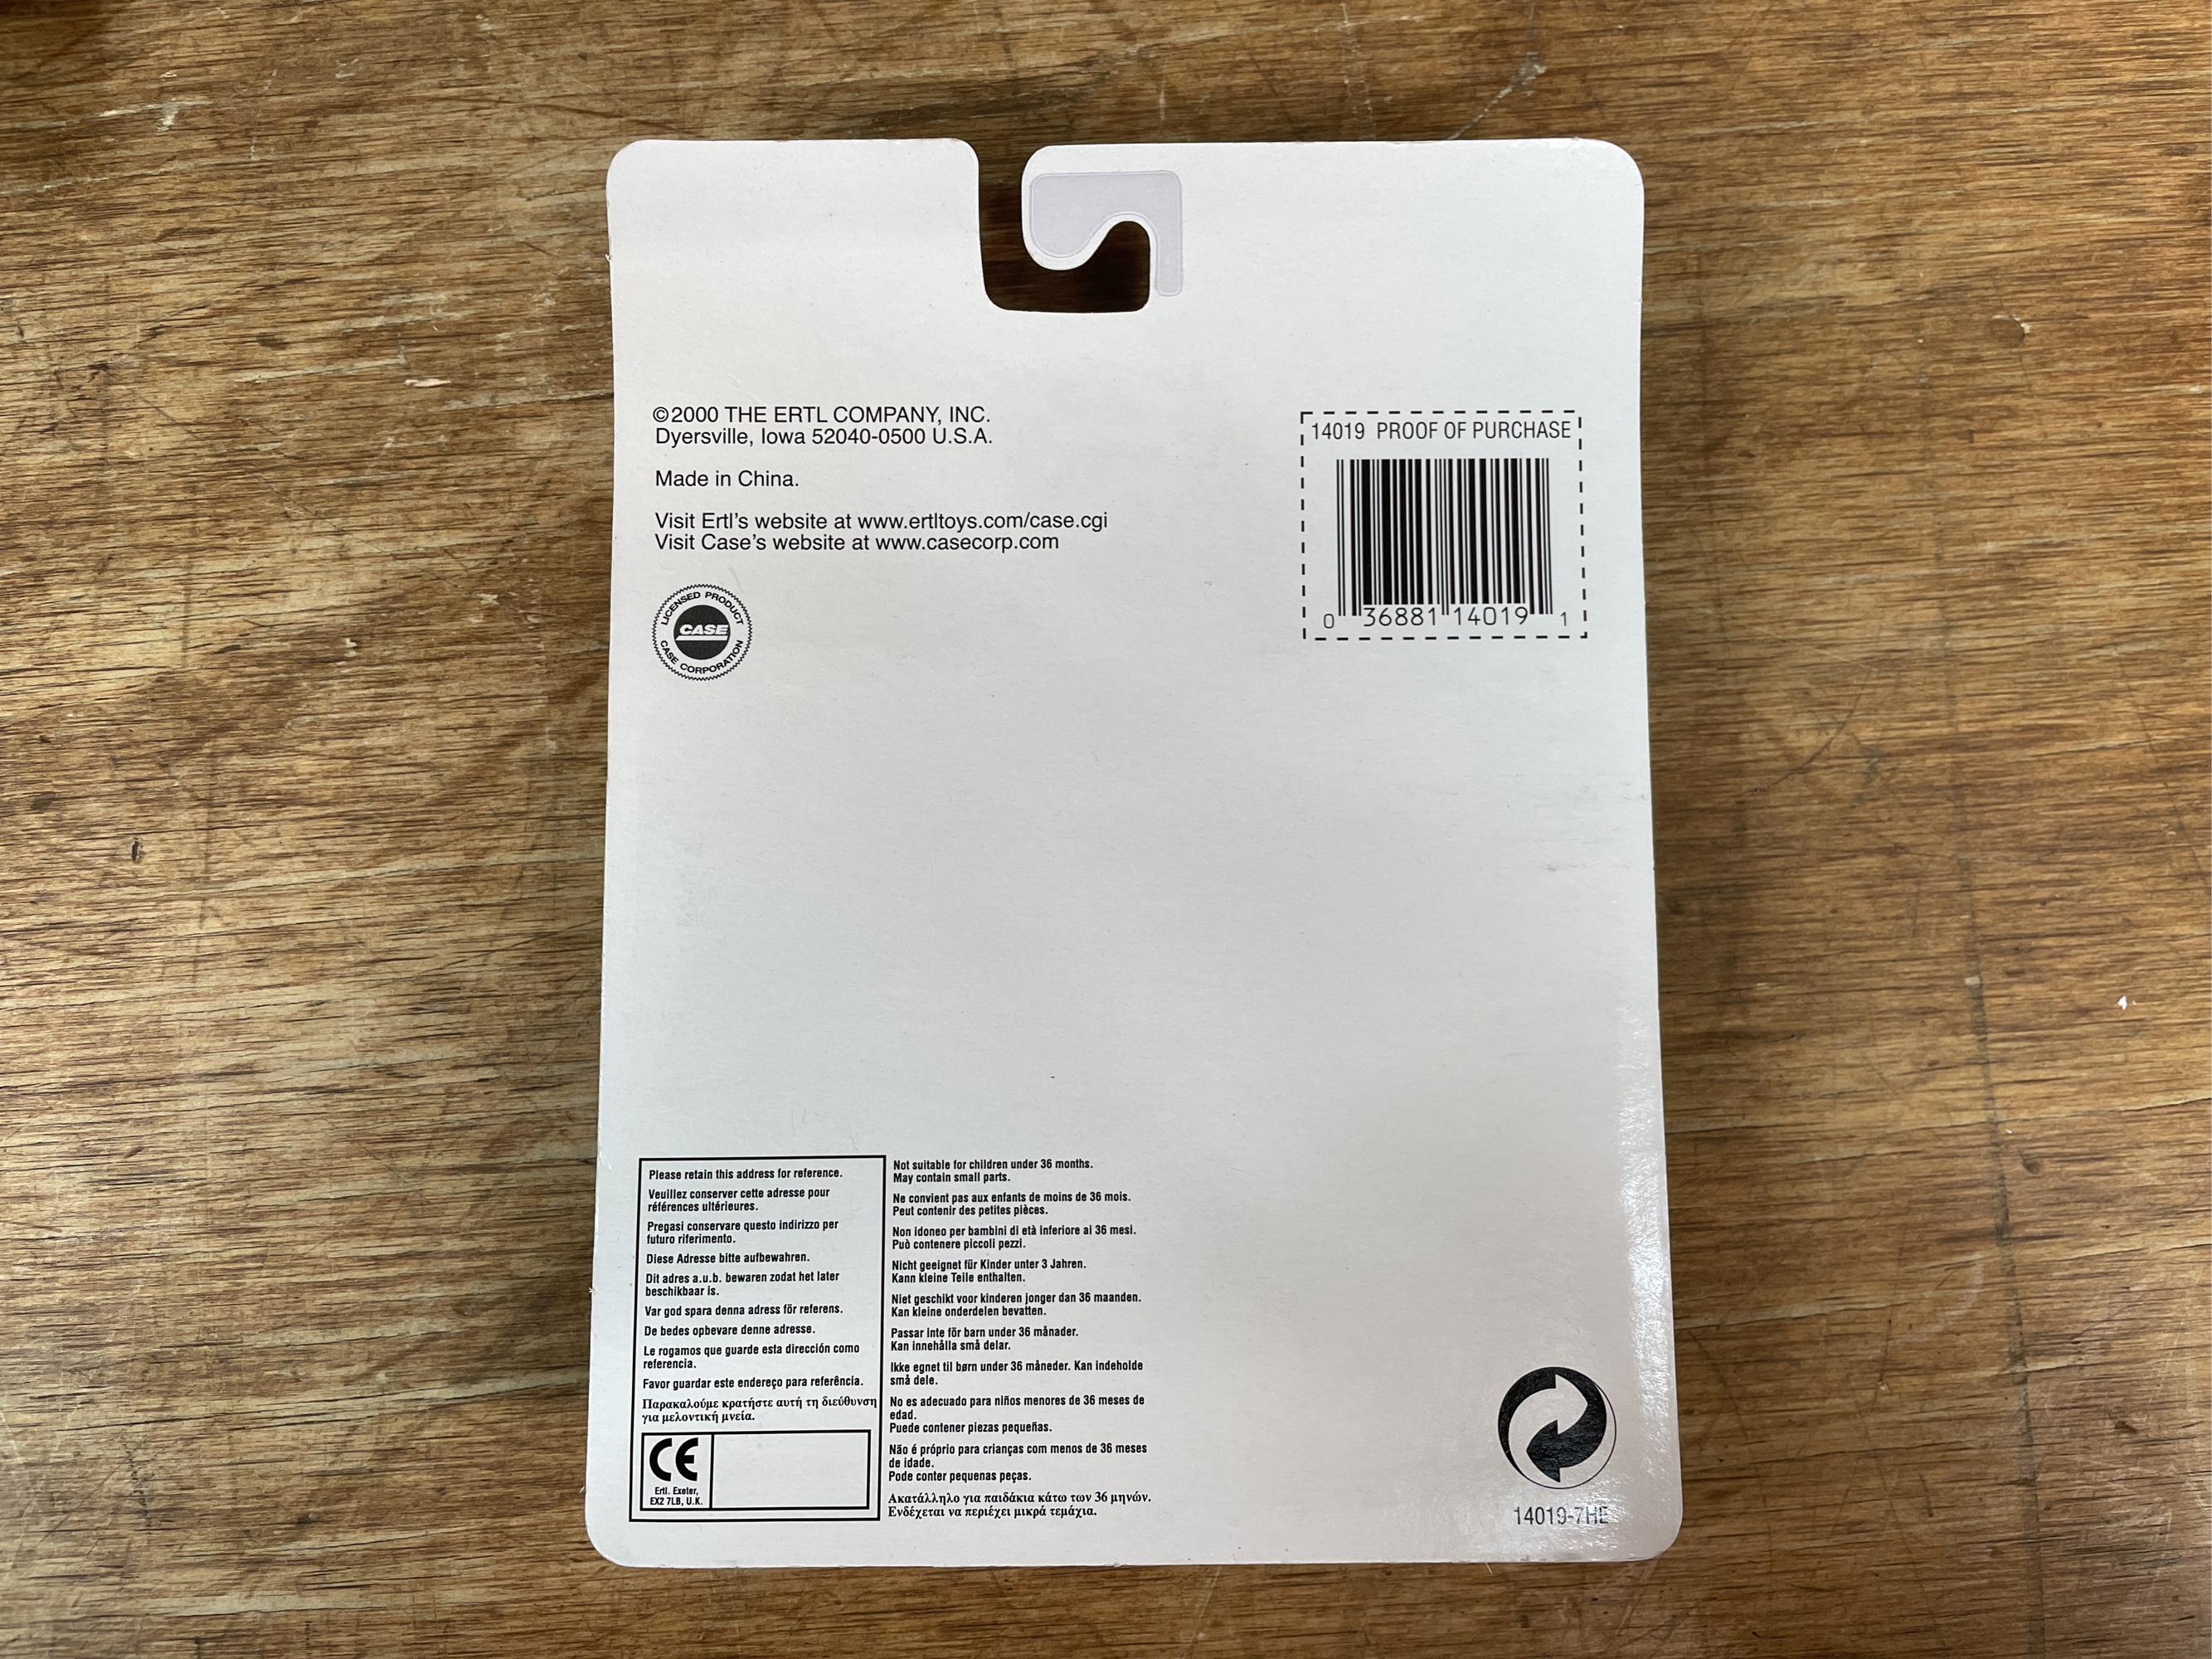 ©2000 THE ERTL COMPANY, INC.
Dyersville, Iowa 52040-0500 U.S.A.
Made in China.
Visit Ertl's website at www.ertltoys.com/case.cgi
Visit Case's website at www.casecorp.com
LICENSED PRODUCT
CASE
CASE CORPORATION
14019 PROOF OF PURCHASE
0 36881 14019 1
Please retain this address for reference.
Veuillez conserver cette adresse pour
références ultérieures.
Pregasi conservare questo indirizzo per
futuro riferimento.
Diese Adresse bitte aufbewahren.
Dit adres a.u.b. bewaren zodat het later
beschikbaar is.
Var god spara denna adress för referens.
De bedes opbevare denne adresse.
Le rogamos que guarde esta dirección como
referencia.
Favor guardar este endereço para referência.
Παρακαλούμε κρατήστε αυτή τη διεύθυνση
για μελοντική μνεία.
CE
Ertl. Exeter,
EX2 7LB, U.K.
Not suitable for children under 36 months.
May contain small parts.
Ne convient pas aux enfants de moins de 36 mois.
Peut contenir des petites pièces.
Non idoneo per bambini di età inferiore ai 36 mesi.
Può contenere piccoli pezzi.
Nicht geeignet für Kinder unter 3 Jahren.
Kann kleine Teile enthalten.
Niet geschikt voor kinderen jonger dan 36 maanden.
Kan kleine onderdelen bevatten.
Passar inte för barn under 36 månader.
Kan innehålla små delar.
Ikke egnet til børn under 36 måneder. Kan indeholde
små dele.
No es adecuado para niños menores de 36 meses de
edad.
Puede contener piezas pequeñas.
Não é próprio para crianças com menos de 36 meses
de idade.
Pode conter pequenas peças.
Ακατάλληλο για παιδάκια κάτω των 36 μηνών.
Ενδέχεται να περιέχει μικρά τεμάχια.
14019-7HE